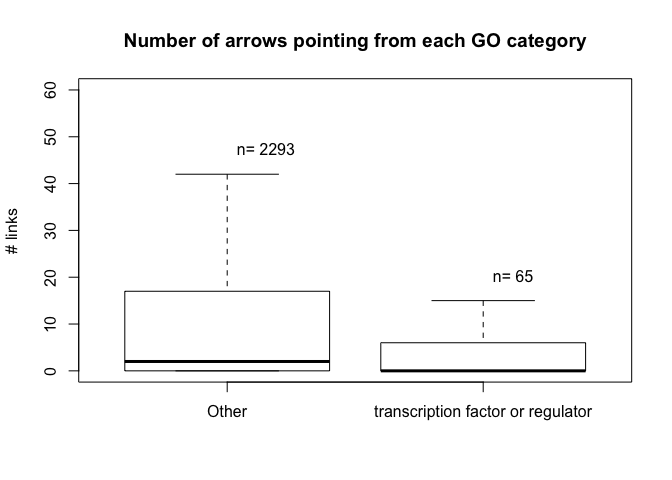 Number of arrows pointing from each GO category
# links
60
50
40
30
20
10
0
n= 2293
n= 65
Other
transcription factor or regulator